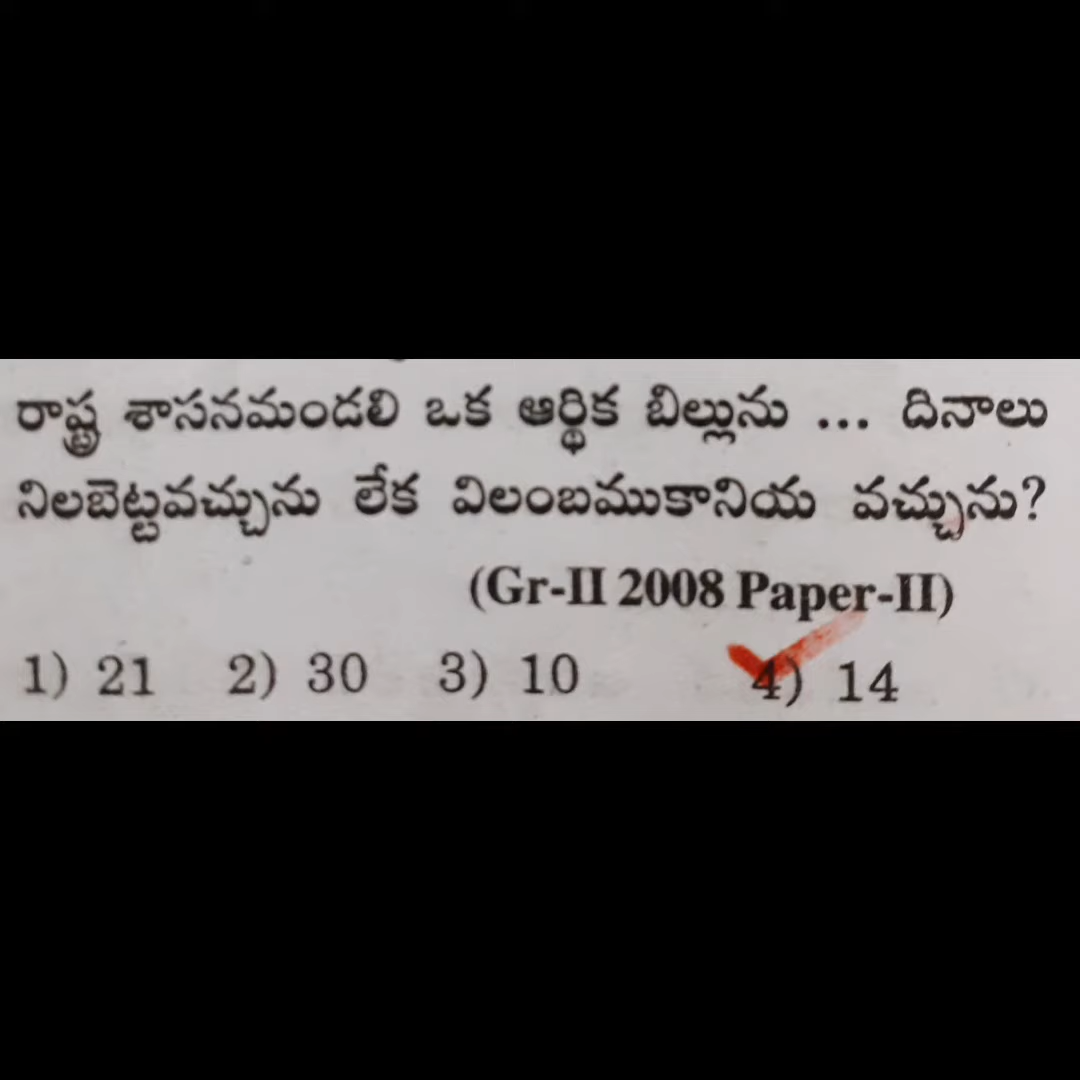 రాష్ట్ర శాసనమండలి ఒక ఆర్థిక బిల్లును ... దినాలు
నిలబెట్టవచ్చును లేక విలంబముకానియ వచ్చును?
(Gr-II 2008 Paper-II)
1) 21 2) 30 3) 10 4) 14